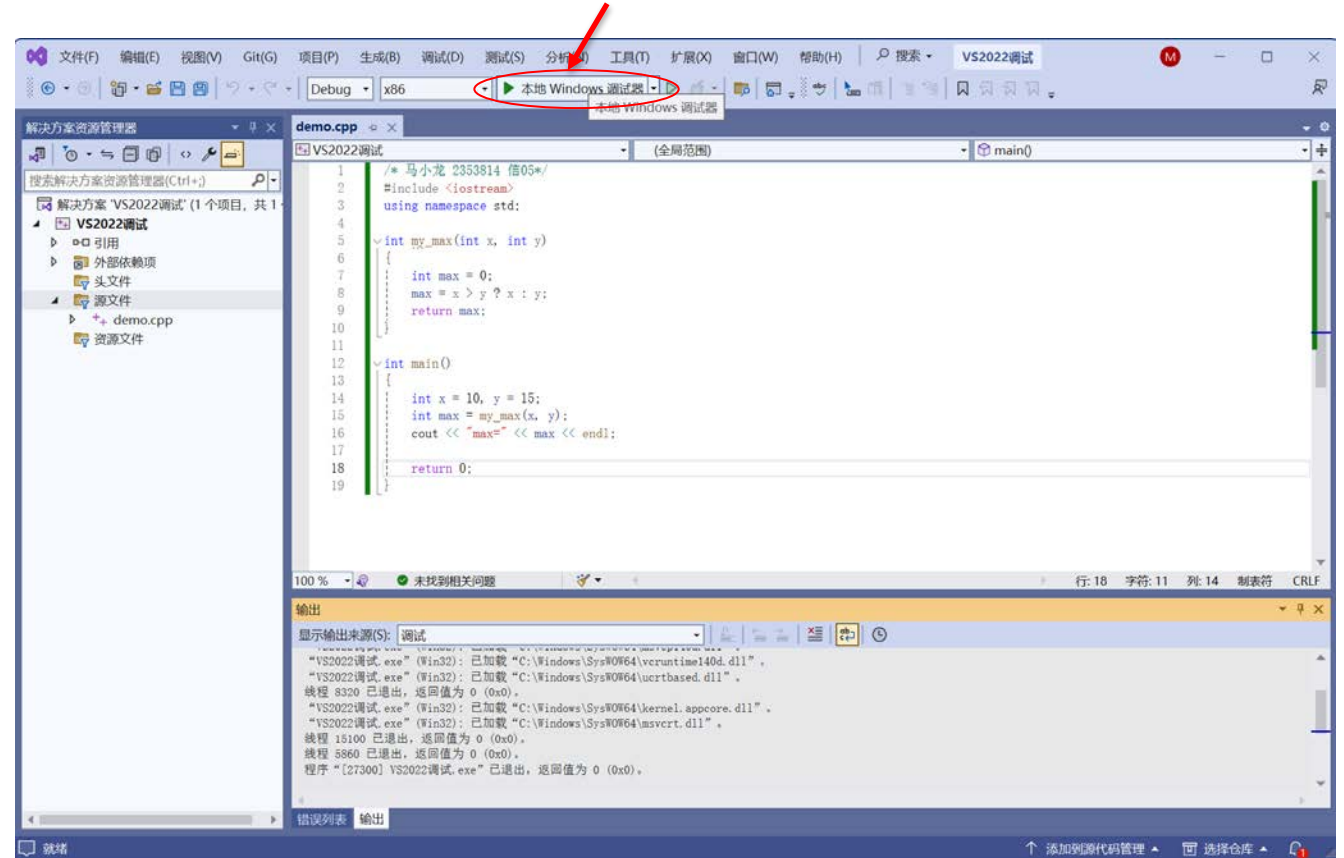 文件(F) 编辑(E) 视图(V) Git(G) 项目(P) 生成(B) 调试(D) 测试(S) 分析(N) 工具(T) 扩展(X) 窗口(W) 帮助(H) 搜索 VS2022调试 M
Debug x86 本地 Windows 调试器
本地 Windows 调试器
解决方案资源管理器
搜索解决方案资源管理器(Ctrl+;)
解决方案 'VS2022调试' (1 个项目, 共 1
VS2022调试
引用
外部依赖项
头文件
源文件
demo.cpp
资源文件
demo.cpp
VS2022调试 (全局范围) main()
1 /* 马小龙 2353814 信05*/
2 #include <iostream>
3 using namespace std;
4
5 int my_max(int x, int y)
6 {
7 int max = 0;
8 max = x > y ? x : y;
9 return max;
10 }
11
12 int main()
13 {
14 int x = 10, y = 15;
15 int max = my_max(x, y);
16 cout << "max=" << max << endl;
17
18 return 0;
19 }
100 % 未找到相关问题 行: 18 字符: 11 列: 14 制表符 CRLF
输出
显示输出来源(S): 调试
“VS2022调试.exe” (Win32): 已加载 “C:\Windows\SysWOW64\vcruntime140d.dll”。
“VS2022调试.exe” (Win32): 已加载 “C:\Windows\SysWOW64\ucrtbased.dll”。
线程 8320 已退出，返回值为 0 (0x0)。
“VS2022调试.exe” (Win32): 已加载 “C:\Windows\SysWOW64\kernel.appcore.dll”。
“VS2022调试.exe” (Win32): 已加载 “C:\Windows\SysWOW64\msvcrt.dll”。
线程 15100 已退出，返回值为 0 (0x0)。
线程 5860 已退出，返回值为 0 (0x0)。
程序 “[27300] VS2022调试.exe” 已退出，返回值为 0 (0x0)。
错误列表 输出
就绪 添加到源代码管理 选择仓库 1